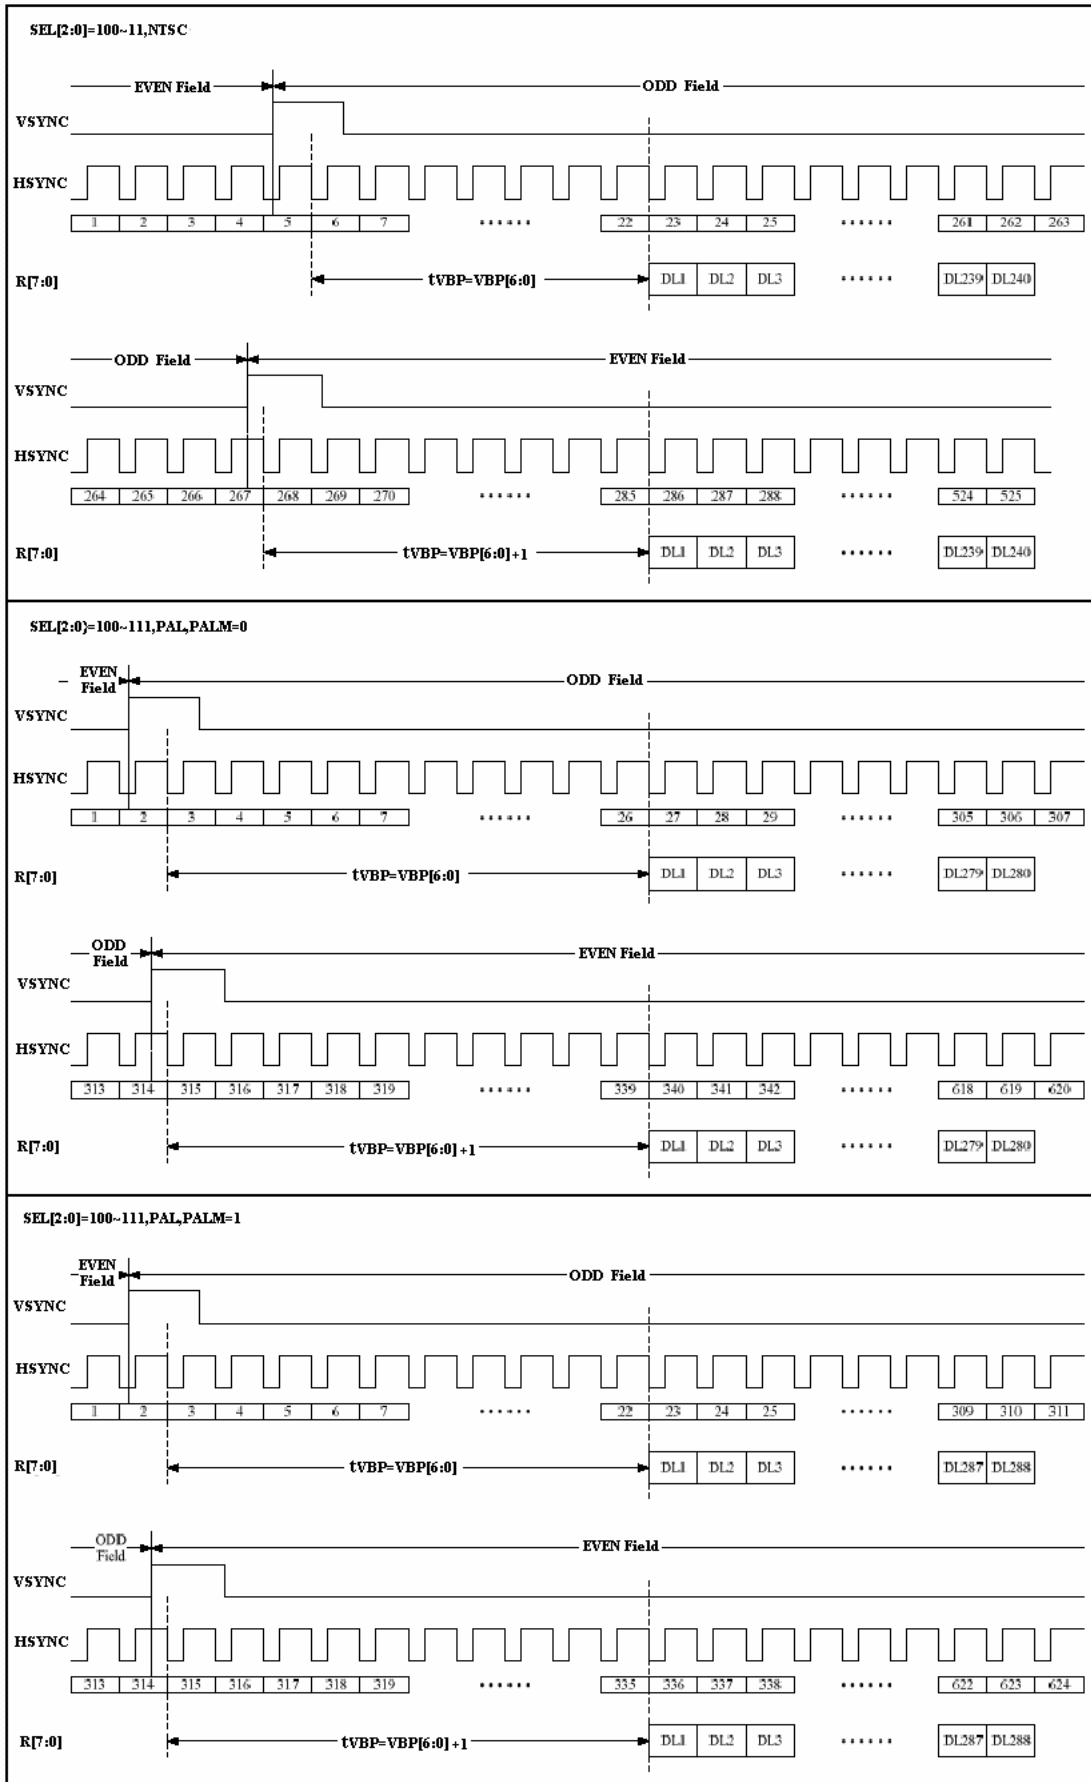 SEL[2:0]=100~11,NTSC
EVEN Field
ODD Field
VSYNC
HSYNC
1 2 3 4 5 6 7 ****** 22 23 24 25 ****** 261 262 263
R[7:0]
tVBP=VBP[6:0]
DL1 DL2 DL3 ****** DL239 DL240
ODD Field
EVEN Field
VSYNC
HSYNC
264 265 266 267 268 269 270 ****** 285 286 287 288 ****** 524 525
R[7:0]
tVBP=VBP[6:0]+1
DL1 DL2 DL3 ****** DL239 DL240
SEL[2:0}=100~111,PAL,PALM=0
EVEN
Field
ODD Field
VSYNC
HSYNC
1 2 3 4 5 6 7 ****** 26 27 28 29 ****** 305 306 307
R[7:0]
tVBP=VBP[6:0]
DL1 DL2 DL3 ****** DL279 DL280
ODD
Field
EVEN Field
VSYNC
HSYNC
313 314 315 316 317 318 319 ****** 339 340 341 342 ****** 618 619 620
R[7:0]
tVBP=VBP[6:0]+1
DL1 DL2 DL3 ****** DL279 DL280
SEL[2:0]=100~111,PAL,PALM=1
EVEN
Field
ODD Field
VSYNC
HSYNC
1 2 3 4 5 6 7 ****** 22 23 24 25 ****** 309 310 311
R[7:0]
tVBP=VBP[6:0]
DL1 DL2 DL3 ****** DL287 DL288
ODD
Field
EVEN Field
VSYNC
HSYNC
313 314 315 316 317 318 319 ****** 335 336 337 338 ****** 622 623 624
R[7:0]
tVBP=VBP[6:0]+1
DL1 DL2 DL3 ****** DL287 DL288